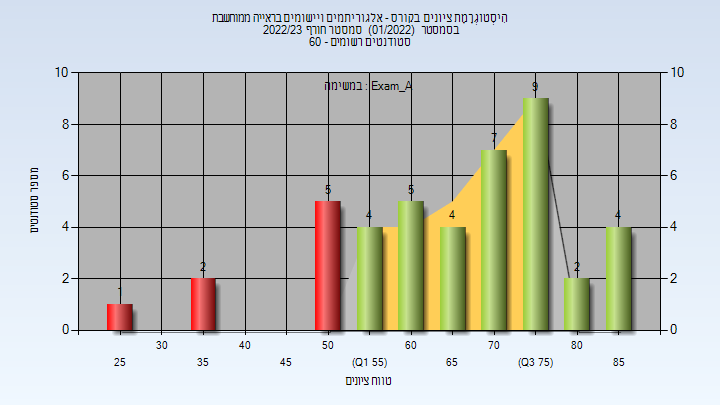 היסטוגְרַמַת ציונים בקורס - אלגוריתמים ויישומים בראייה ממוחשבת
בסמסטר (01/2022) סמסטר חורף 2022/23
סטודנטים רשומים - 60
במשימה : Exam_A
מספר סטודנטים
10 10
8 8
6 6
4 4
2 2
0 0
1 2 5 4 5 4 7 9 2 4
30 40 50 60 70 80
25 35 45 (Q1 55) 65 (Q3 75) 85
טווח ציונים